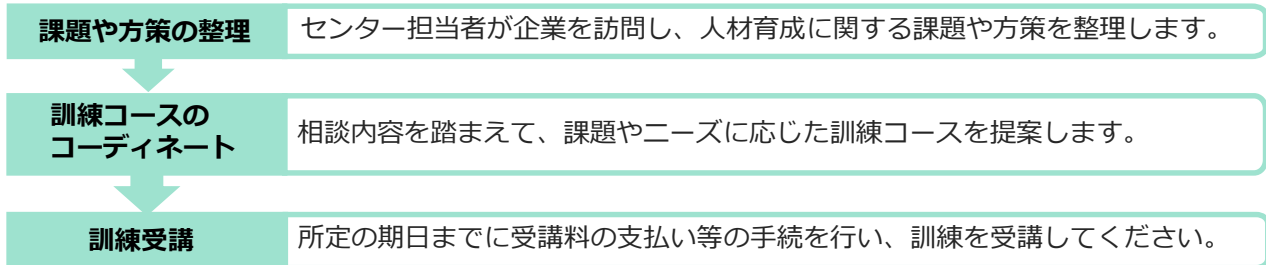 課題や方策の整理
センター担当者が企業を訪問し、人材育成に関する課題や方策を整理します。
訓練コースの
コーディネート
相談内容を踏まえて、課題やニーズに応じた訓練コースを提案します。
訓練受講
所定の期日までに受講料の支払い等の手続を行い、訓練を受講してください。